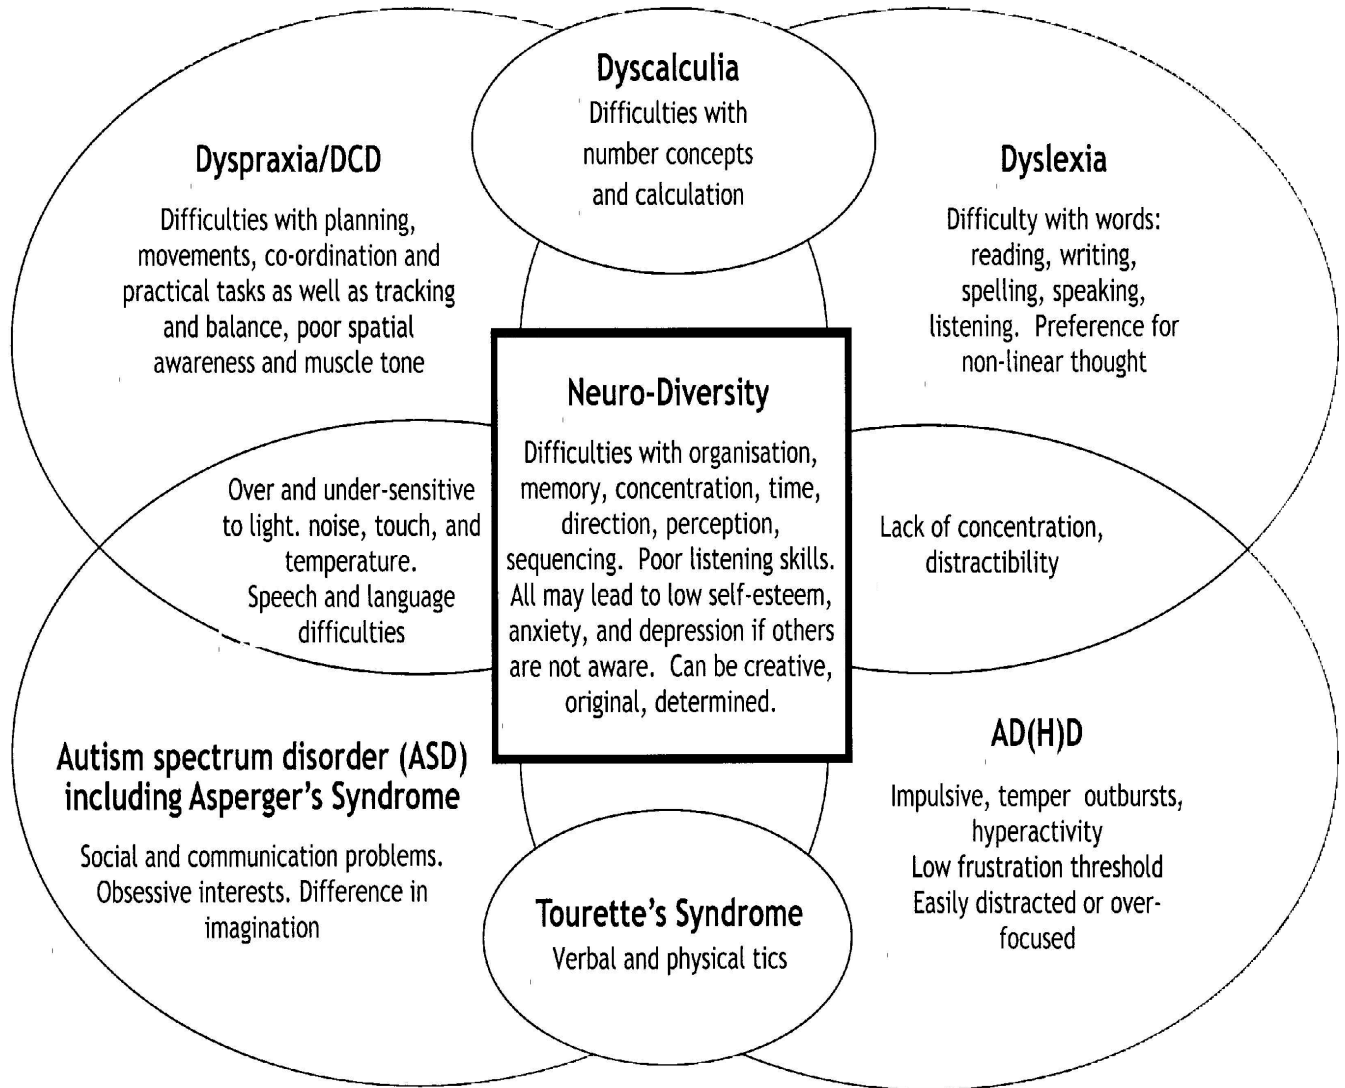 Dyscalculia
Difficulties with
number concepts
and calculation
Dyspraxia/DCD
Difficulties with planning,
movements, co-ordination and
practical tasks as well as tracking
and balance, poor spatial
awareness and muscle tone
Dyslexia
Difficulty with words:
reading, writing,
spelling, speaking,
listening. Preference for
non-linear thought
Neuro-Diversity
Difficulties with organisation,
memory, concentration, time,
direction, perception,
sequencing. Poor listening skills.
All may lead to low self-esteem,
anxiety, and depression if others
are not aware. Can be creative,
original, determined.
Over and under-sensitive
to light. noise, touch, and
temperature.
Speech and language
difficulties
Lack of concentration,
distractibility
Autism spectrum disorder (ASD)
including Asperger's Syndrome
Social and communication problems.
Obsessive interests. Difference in
imagination
AD(H)D
Impulsive, temper outbursts,
hyperactivity
Low frustration threshold
Easily distracted or over-
focused
Tourette's Syndrome
Verbal and physical tics